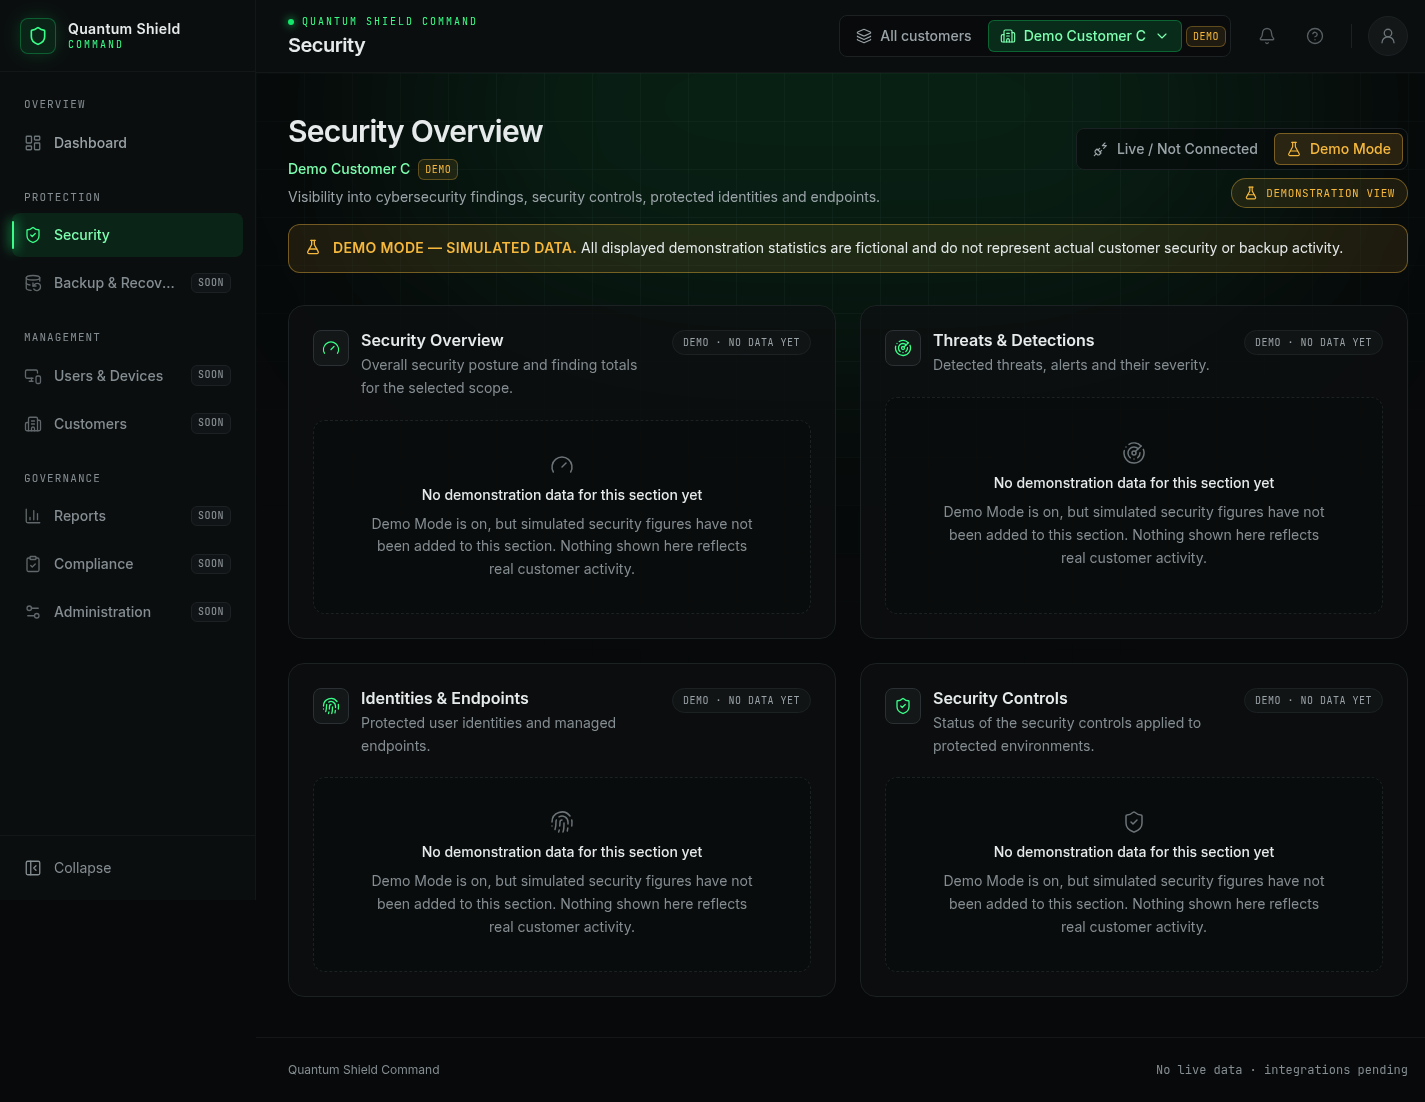 Quantum Shield
COMMAND
OVERVIEW
Dashboard
PROTECTION
Security
Backup & Recov...
SOON
MANAGEMENT
Users & Devices
SOON
Customers
SOON
GOVERNANCE
Reports
SOON
Compliance
SOON
Administration
SOON
Collapse
QUANTUM SHIELD COMMAND
Security
All customers
Demo Customer C
DEMO
Security Overview
Demo Customer C
DEMO
Visibility into cybersecurity findings, security controls, protected identities and endpoints.
Live / Not Connected
Demo Mode
DEMONSTRATION VIEW
DEMO MODE — SIMULATED DATA. All displayed demonstration statistics are fictional and do not represent actual customer security or backup activity.
Security Overview
DEMO · NO DATA YET
Overall security posture and finding totals
for the selected scope.
No demonstration data for this section yet
Demo Mode is on, but simulated security figures have not
been added to this section. Nothing shown here reflects
real customer activity.
Threats & Detections
DEMO · NO DATA YET
Detected threats, alerts and their severity.
No demonstration data for this section yet
Demo Mode is on, but simulated security figures have not
been added to this section. Nothing shown here reflects
real customer activity.
Identities & Endpoints
DEMO · NO DATA YET
Protected user identities and managed
endpoints.
No demonstration data for this section yet
Demo Mode is on, but simulated security figures have not
been added to this section. Nothing shown here reflects
real customer activity.
Security Controls
DEMO · NO DATA YET
Status of the security controls applied to
protected environments.
No demonstration data for this section yet
Demo Mode is on, but simulated security figures have not
been added to this section. Nothing shown here reflects
real customer activity.
Quantum Shield Command
No live data · integrations pending